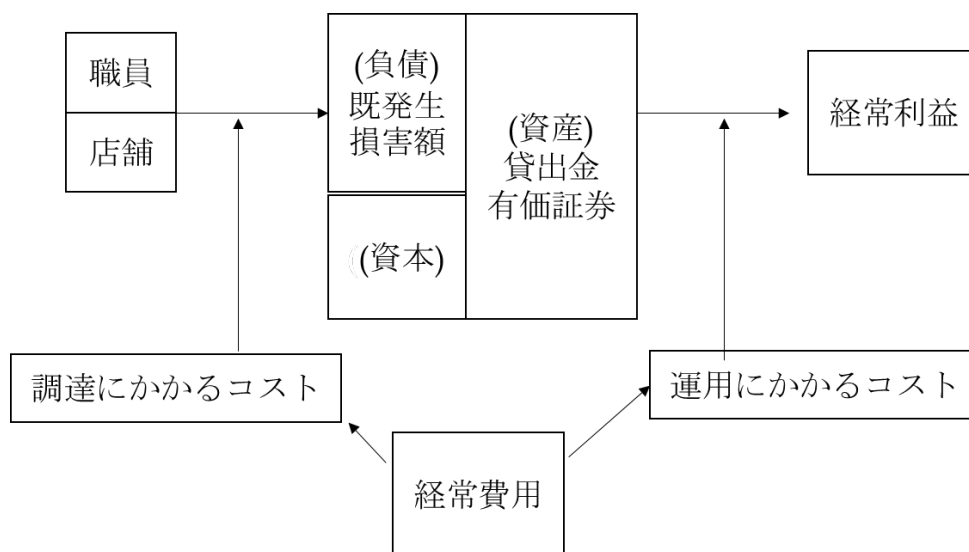 職員
店舗
(負債)
既発生
損害額
((資本)
(資産)
貸出金
有価証券
経常利益
調達にかかるコスト
運用にかかるコスト
経常費用